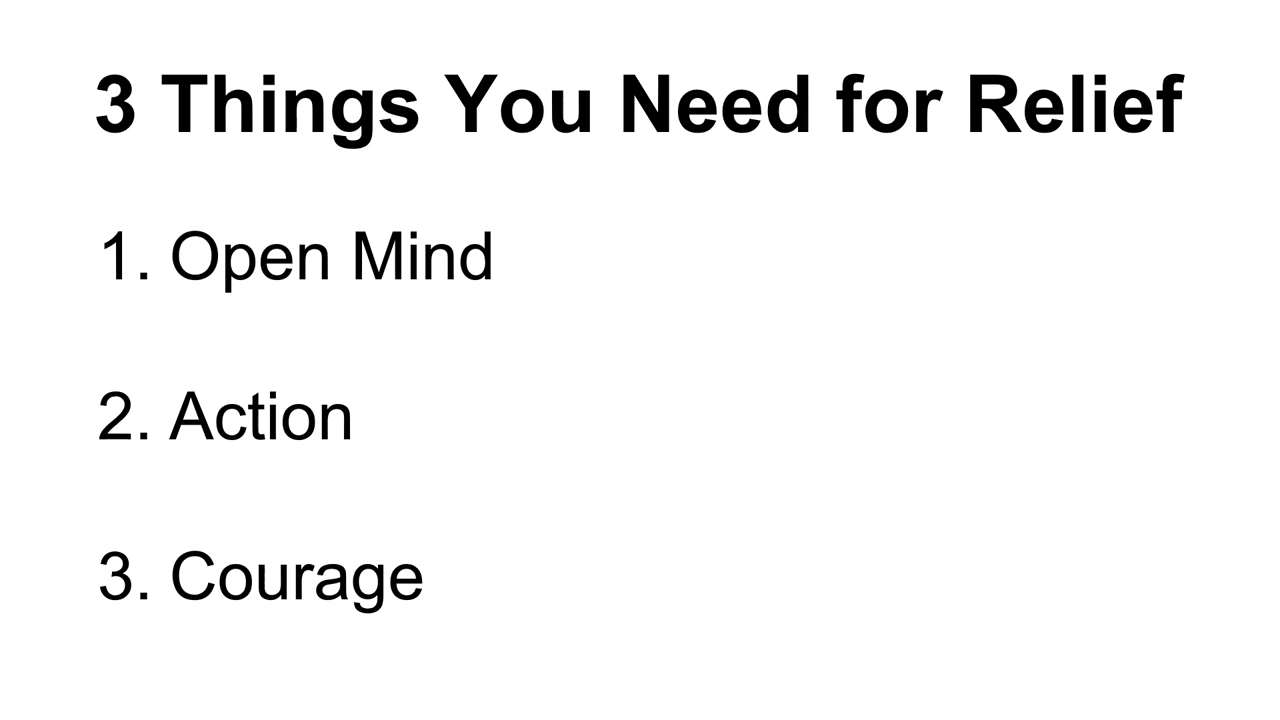 3 Things You Need for Relief
1. Open Mind
2. Action
3. Courage